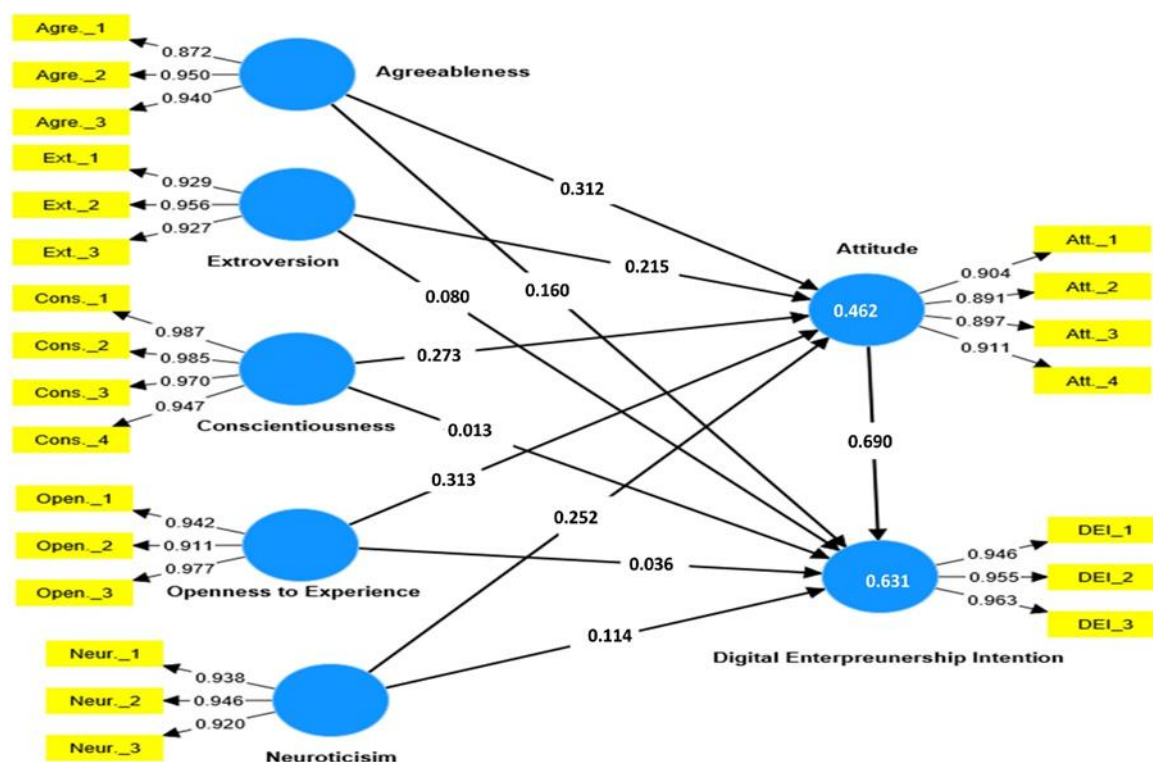 Agre._1
0.872
Agre._2
0.950
Agre._3
0.940
Agreeableness
Ext._1
0.929
Ext._2
0.956
Ext._3
0.927
Extroversion
Cons._1
0.987
Cons._2
0.985
Cons._3
0.970
Cons._4
0.947
Conscientiousness
Open._1
0.942
Open._2
0.911
Open._3
0.977
Openness to Experience
Neur._1
0.938
Neur._2
0.946
Neur._3
0.920
Neuroticisim
0.312
0.215
0.080
0.160
0.273
0.013
0.313
0.252
0.036
0.114
Attitude
0.462
0.904
Att._1
0.891
Att._2
0.897
Att._3
0.911
Att._4
0.690
0.631
0.946
DEI_1
0.955
DEI_2
0.963
DEI_3
Digital Enterpreunership Intention